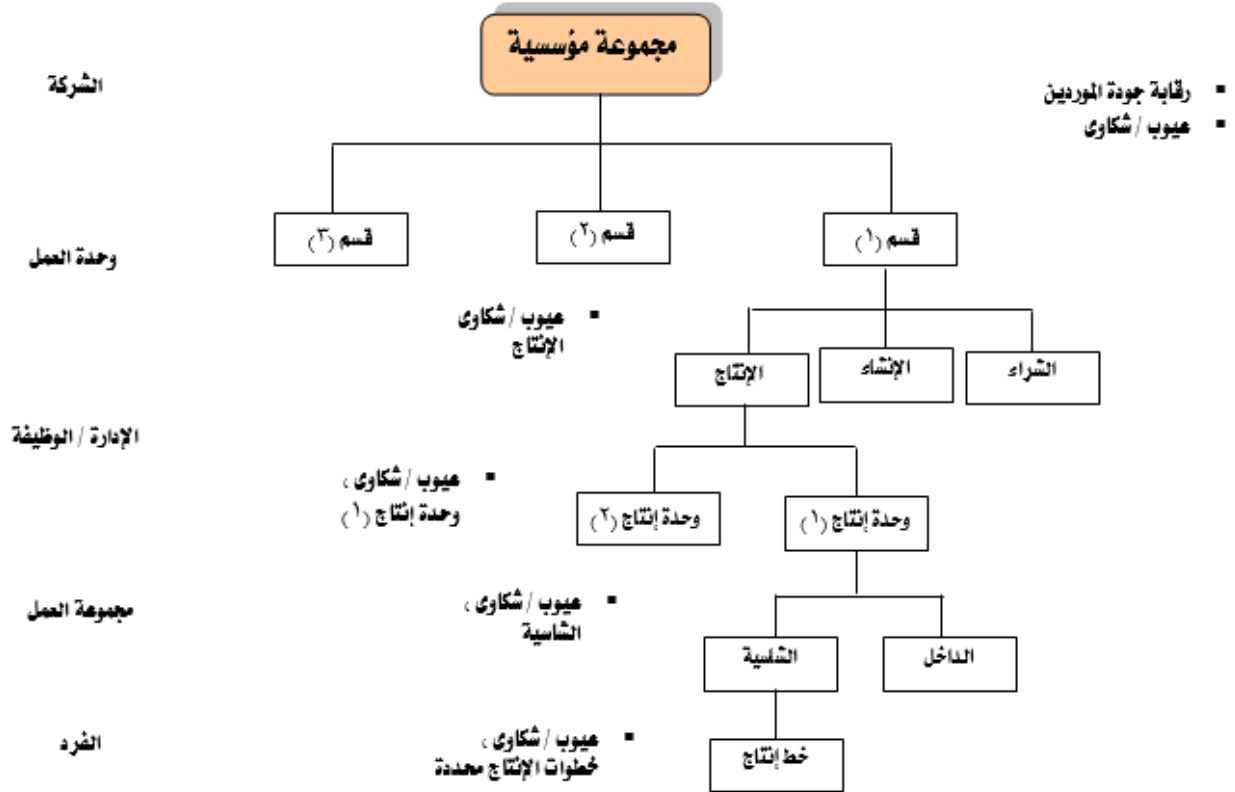 مجموعة مؤسسية
الشركة
▪ رقابة جودة الموردين
▪ عيوب / شكاوى
قسم (١)
قسم (٢)
قسم (٣)
وحدة العمل
▪ عيوب / شكاوى
الإنتاج
الشراء
الإنشاء
الإنتاج
الإدارة / الوظيفة
▪ عيوب / شكاوى ،
وحدة إنتاج (١)
وحدة إنتاج (١)
وحدة إنتاج (٢)
مجموعة العمل
▪ عيوب / شكاوى ،
الشاسية
الداخل
الشاسية
الفرد
▪ عيوب / شكاوى ،
خطوات الإنتاج محددة
خط إنتاج